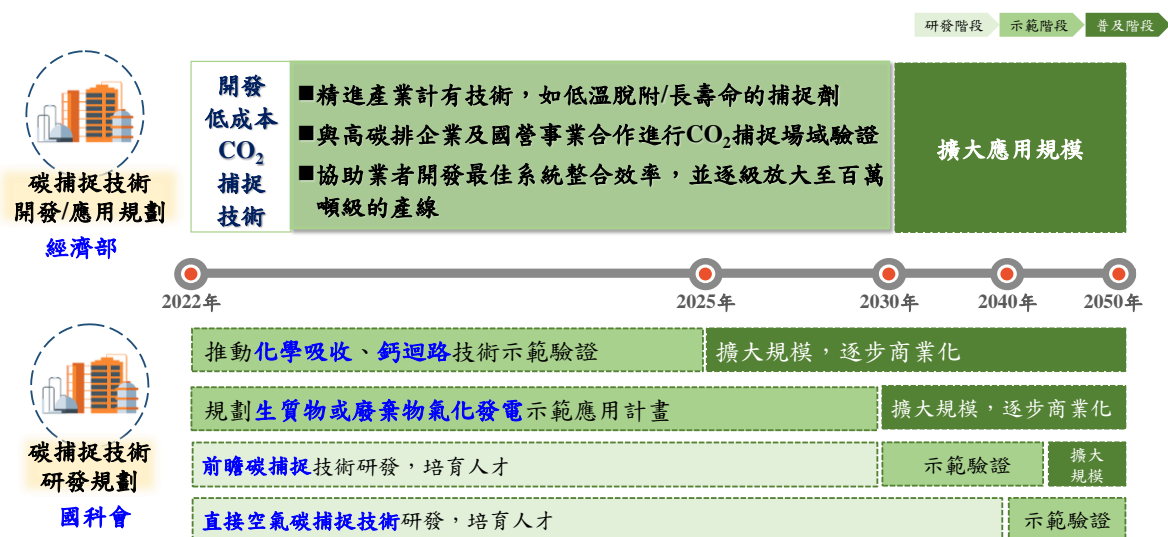 研發階段 示範階段 普及階段
開發
低成本
CO₂
捕捉
技術
■精進產業計有技術，如低溫脫附/長壽命的捕捉劑
■與高碳排企業及國營事業合作進行CO₂捕捉場域驗證
■協助業者開發最佳系統整合效率，並逐級放大至百萬
噸級的產線
擴大應用規模
碳捕捉技術
開發/應用規劃
經濟部
2022年 2025年 2030年 2040年 2050年
推動化學吸收、鈣迴路技術示範驗證 擴大規模，逐步商業化
規劃生質物或廢棄物氣化發電示範應用計畫 擴大規模，逐步商業化
前瞻碳捕捉技術研發，培育人才 示範驗證 擴大
規模
直接空氣碳捕捉技術研發，培育人才 示範驗證
碳捕捉技術
研發規劃
國科會